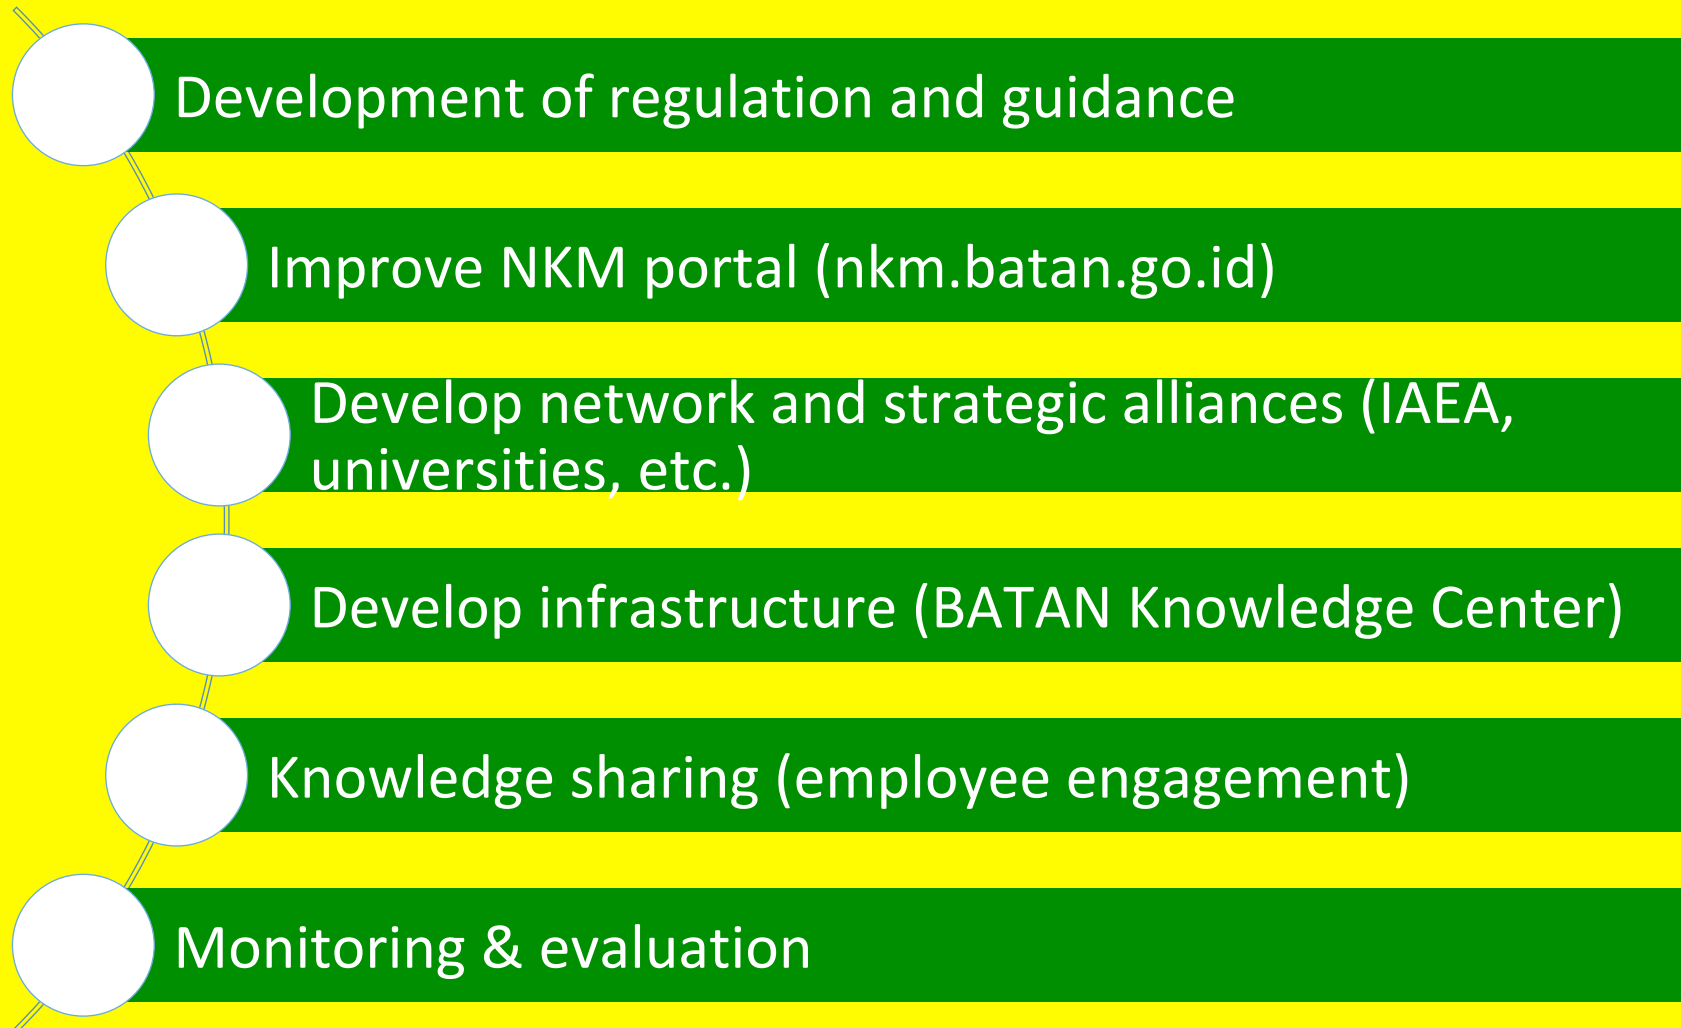 Development of regulation and guidance
Improve NKM portal (nkm.batan.go.id)
Develop network and strategic alliances (IAEA,
universities, etc.)
Develop infrastructure (BATAN Knowledge Center)
Knowledge sharing (employee engagement)
Monitoring & evaluation